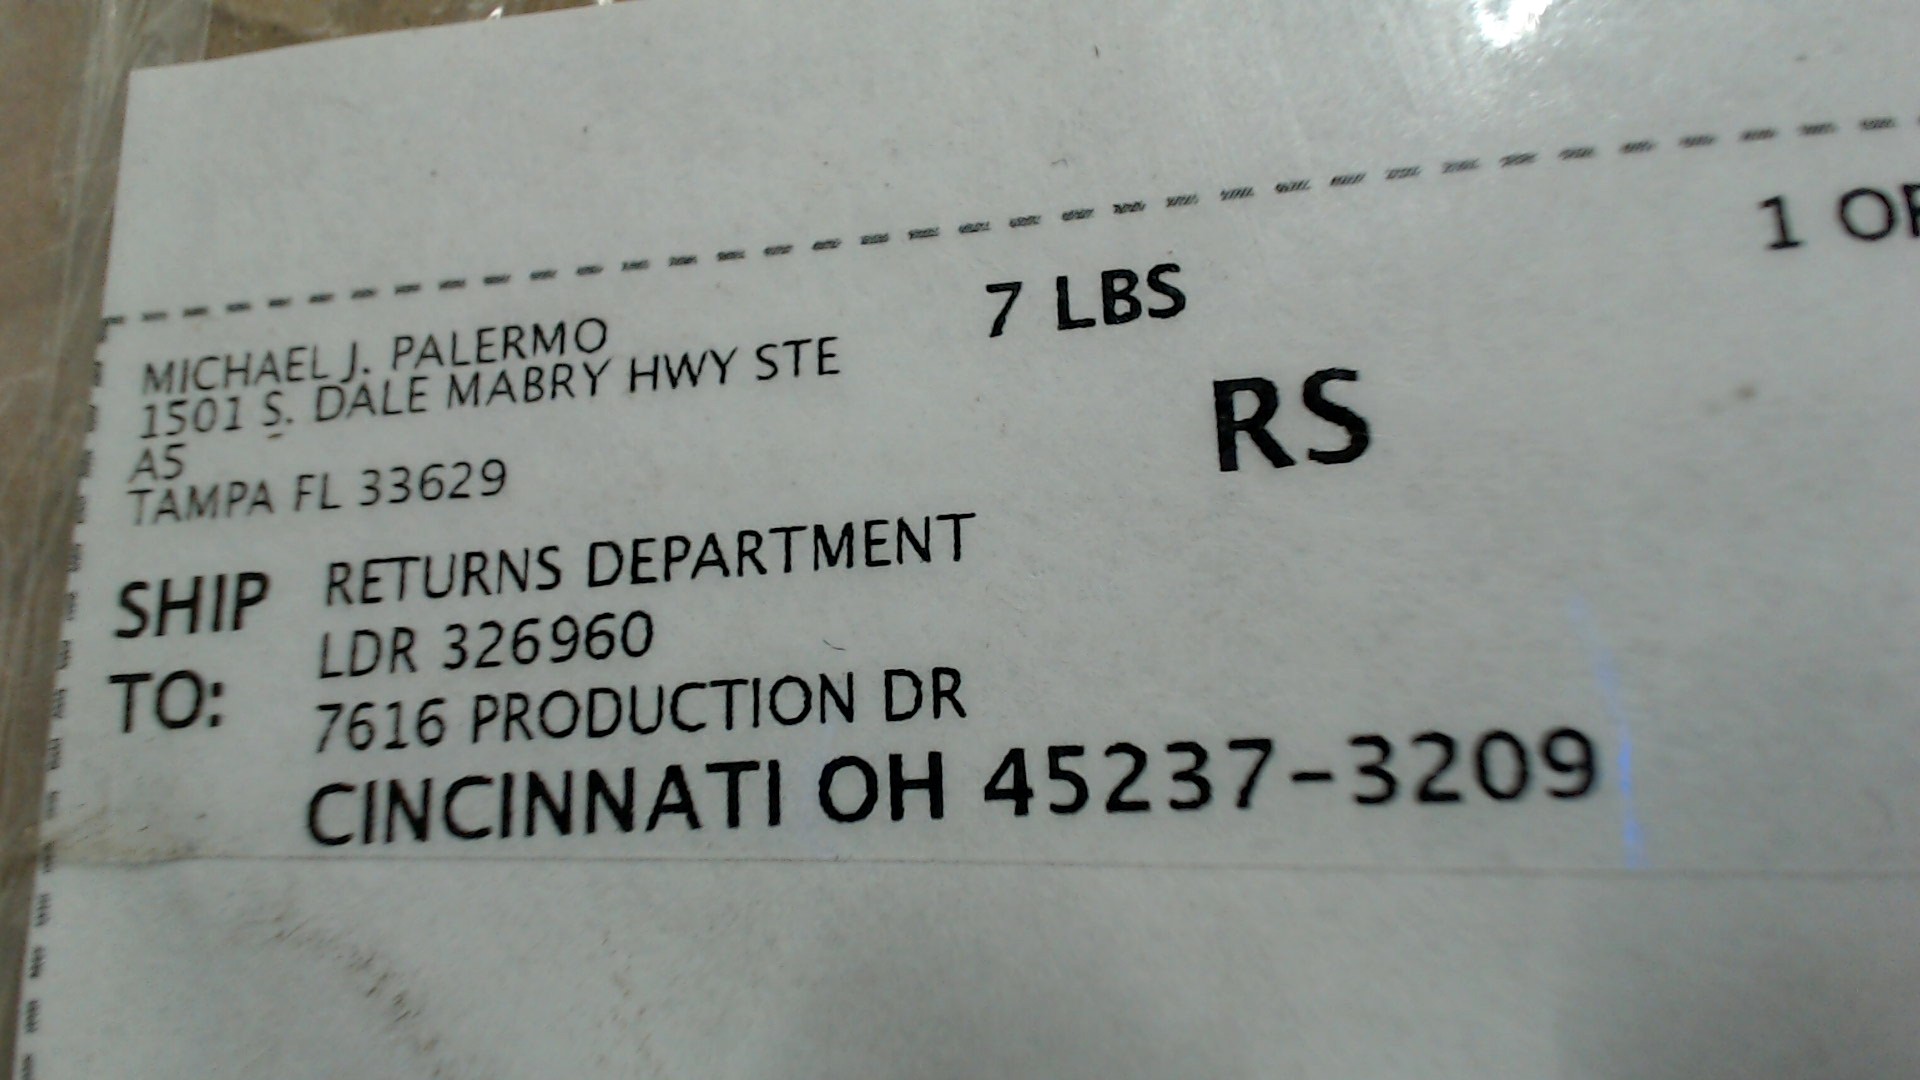 1 OF
7 LBS
MICHAEL J. PALERMO
1501 S. DALE MABRY HWY STE
A5
TAMPA FL 33629
RS
SHIP TO:
RETURNS DEPARTMENT
LDR 326960
7616 PRODUCTION DR
CINCINNATI OH 45237-3209